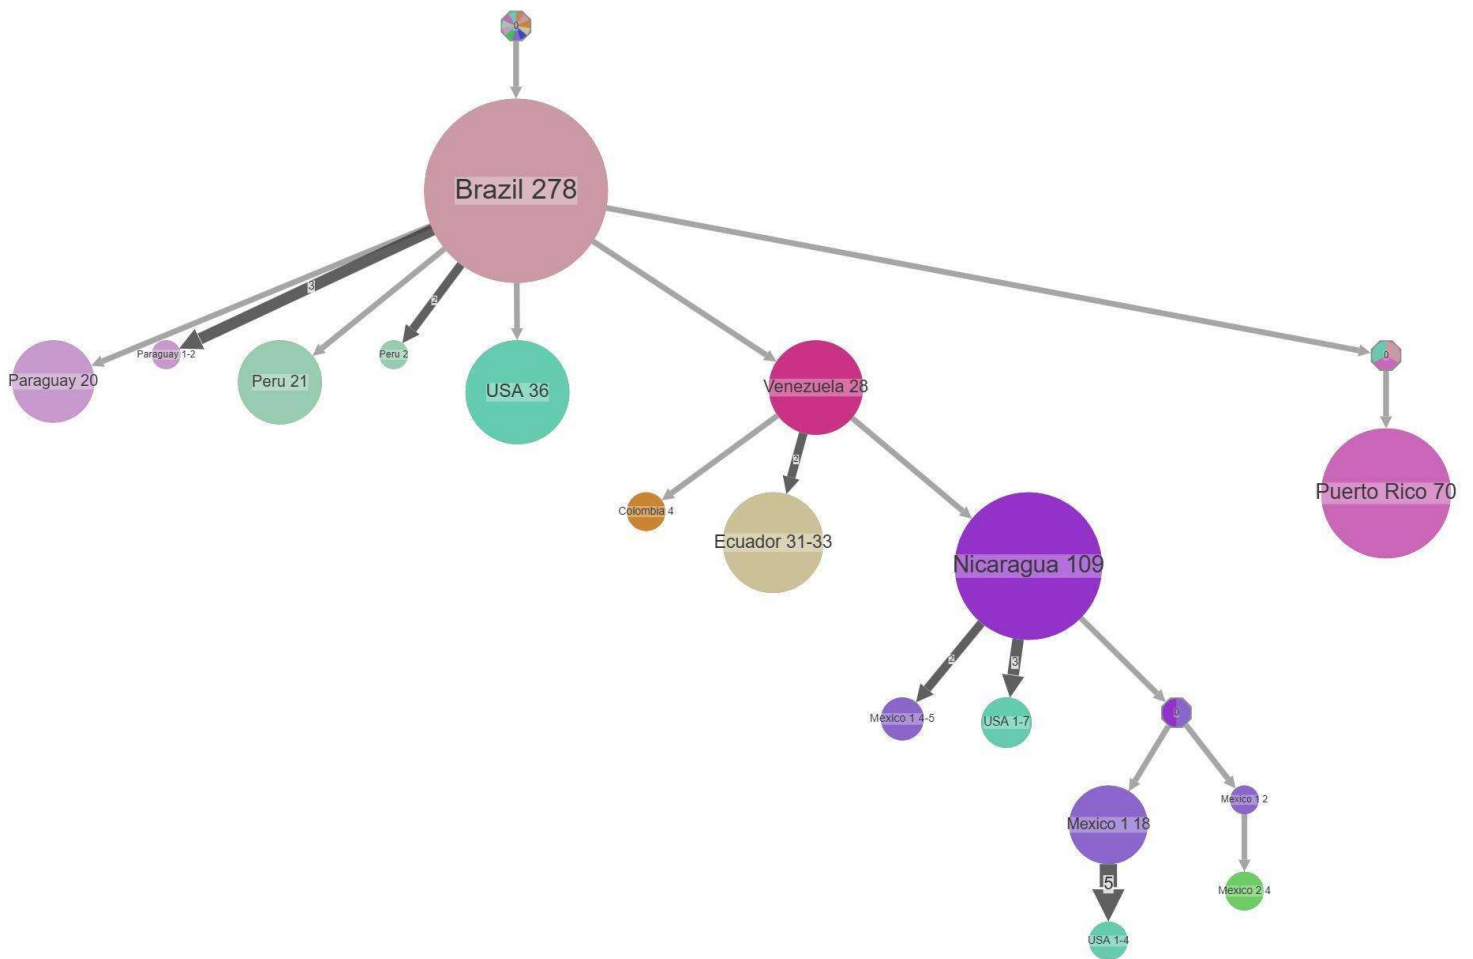 0
Brazil 278
3
2
Paraguay 20
Paraguay 1-2
Peru 21
Peru 2
USA 36
Venezuela 28
0
2
Colombia 4
Ecuador 31-33
Nicaragua 109
Puerto Rico 70
2
3
Mexico 1 4-5
USA 1-7
0
Mexico 1 18
Mexico 1 2
5
Mexico 2 4
USA 1-4